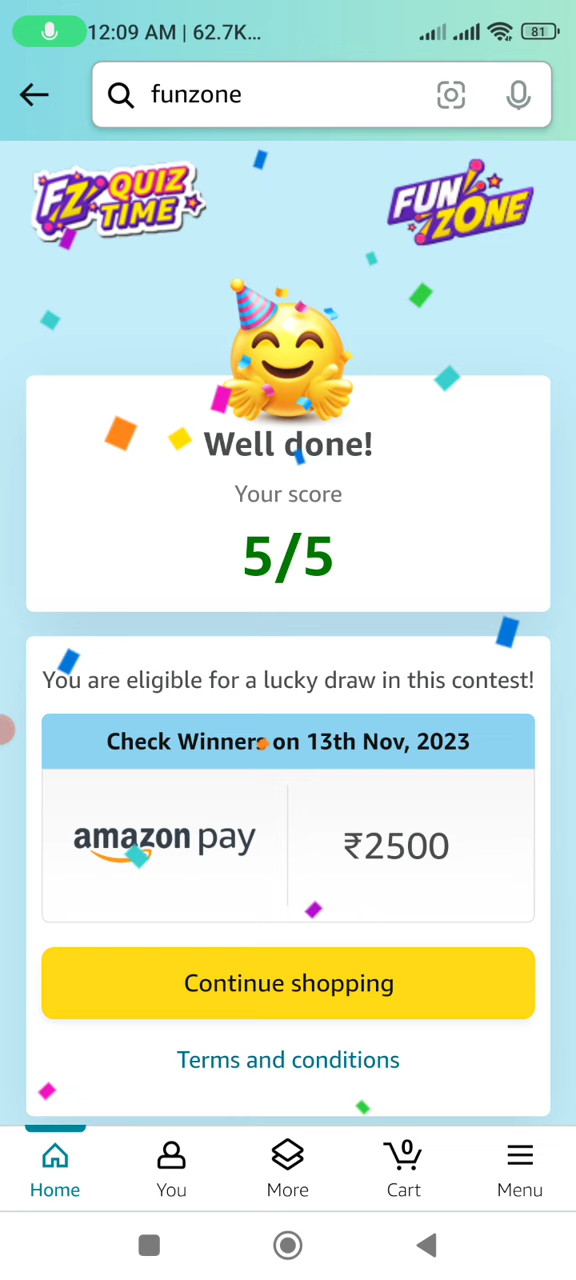 12:09 AM | 62.7K...
81
funzone
FZ QUIZ TIME
FUN ZONE
Well done!
Your score
5/5
You are eligible for a lucky draw in this contest!
Check Winners on 13th Nov, 2023
amazon pay
₹2500
Continue shopping
Terms and conditions
0
Home
You
More
Cart
Menu